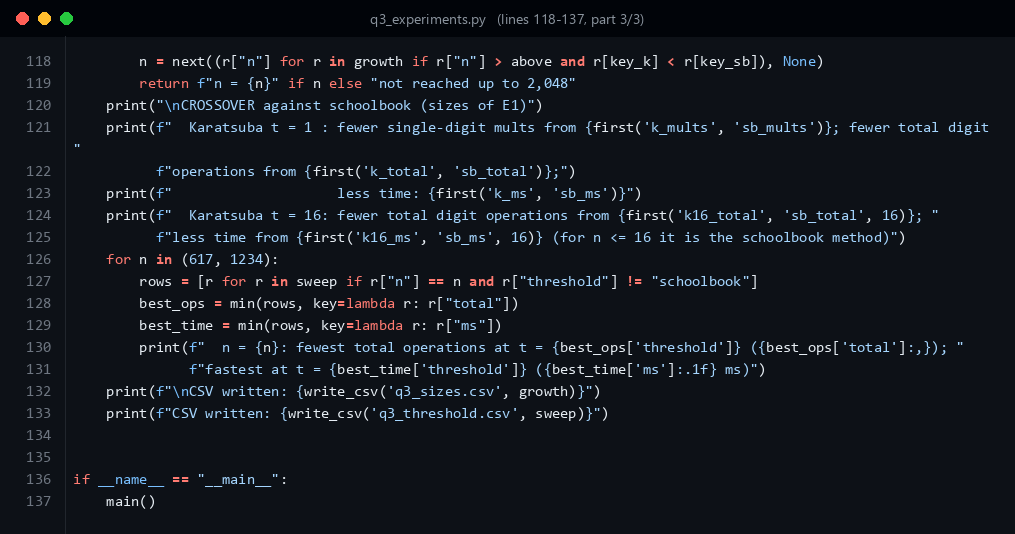 q3_experiments.py   (lines 118-137, part 3/3)
118         n = next((r["n"] for r in growth if r["n"] > above and r[key_k] < r[key_sb]), None)
119         return f"n = {n}" if n else "not reached up to 2,048"
120     print("\nCROSSOVER against schoolbook (sizes of E1)")
121     print(f"  Karatsuba t = 1 : fewer single-digit mults from {first('k_mults', 'sb_mults')}; fewer total digit
"
122           f"operations from {first('k_total', 'sb_total')};")
123     print(f"                    less time: {first('k_ms', 'sb_ms')}")
124     print(f"  Karatsuba t = 16: fewer total digit operations from {first('k16_total', 'sb_total', 16)}; "
125           f"less time from {first('k16_ms', 'sb_ms', 16)} (for n <= 16 it is the schoolbook method)")
126     for n in (617, 1234):
127         rows = [r for r in sweep if r["n"] == n and r["threshold"] != "schoolbook"]
128         best_ops = min(rows, key=lambda r: r["total"])
129         best_time = min(rows, key=lambda r: r["ms"])
130         print(f"  n = {n}: fewest total operations at t = {best_ops['threshold']} ({best_ops['total']:,}); "
131               f"fastest at t = {best_time['threshold']} ({best_time['ms']:.1f} ms)")
132     print(f"\nCSV written: {write_csv('q3_sizes.csv', growth)}")
133     print(f"CSV written: {write_csv('q3_threshold.csv', sweep)}")
134
135
136 if __name__ == "__main__":
137     main()